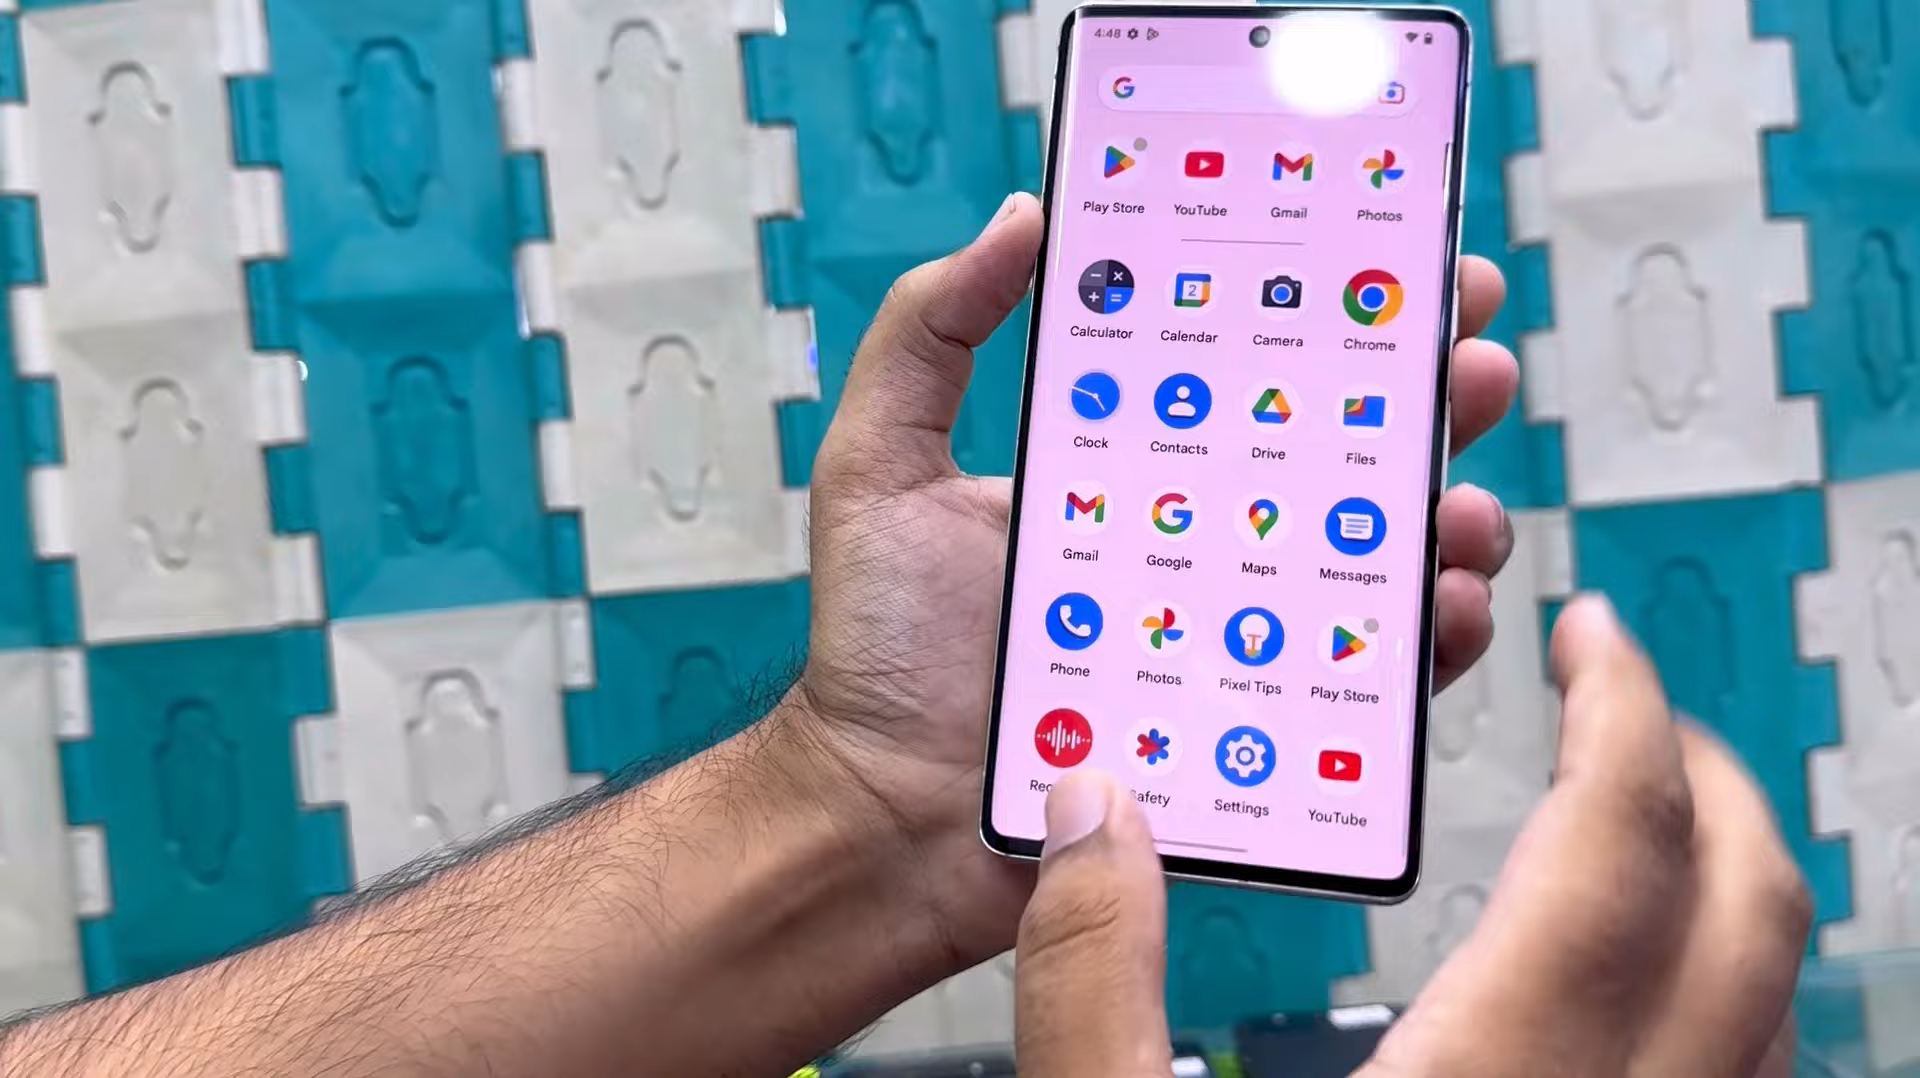 4:48
Play Store YouTube Gmail Photos
2
Calculator Calendar Camera Chrome
Clock Contacts Drive Files
Gmail Google Maps Messages
Phone Photos Pixel Tips Play Store
Settings YouTube